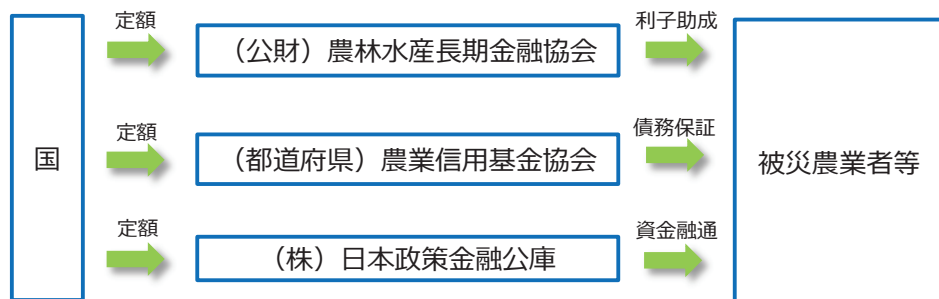 定額
利子助成
（公財）農林水産長期金融協会
定額
債務保証
国
（都道府県）農業信用基金協会
被災農業者等
定額
資金融通
（株）日本政策金融公庫